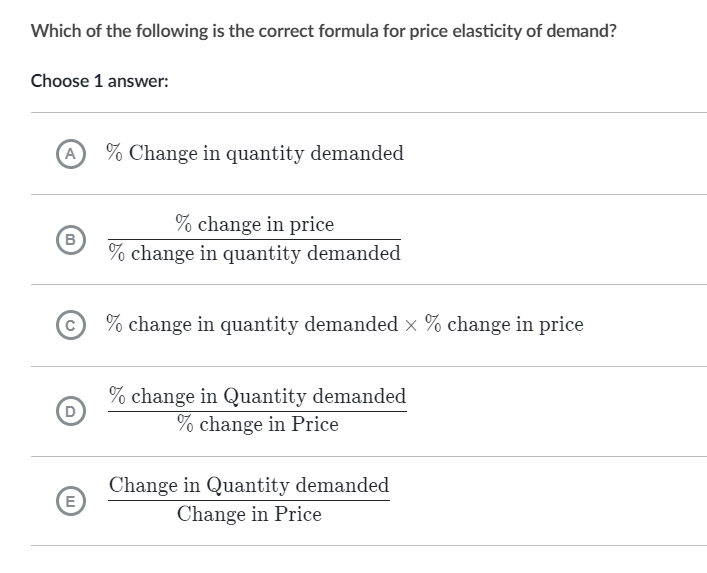 Which of the following is the correct formula for price elasticity of demand?
Choose 1 answer:
A % Change in quantity demanded
B % change in price
% change in quantity demanded
C % change in quantity demanded × % change in price
D % change in Quantity demanded
% change in Price
E Change in Quantity demanded
Change in Price